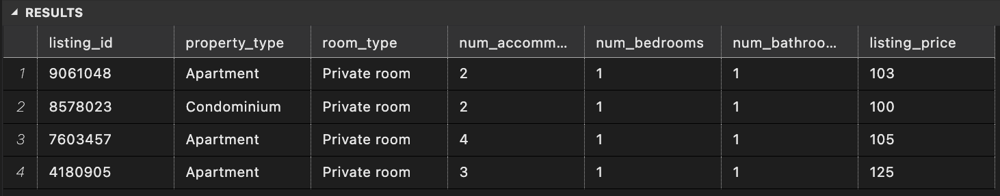 RESULTS
listing_id property_type room_type num_accomm... num_bedrooms num_bathroo... listing_price
1 9061048 Apartment Private room 2 1 1 103
2 8578023 Condominium Private room 2 1 1 100
3 7603457 Apartment Private room 4 1 1 105
4 4180905 Apartment Private room 3 1 1 125